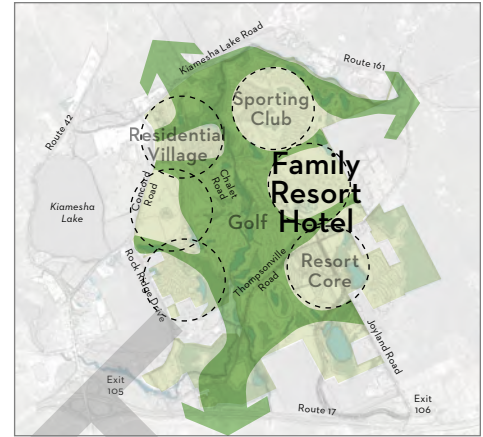 Kiamesha Lake Road
Route 161
Sporting
Club
Route 42
Residential
Village
Family
Resort
Hotel
Chalet
Road
Concord
Road
Kiamesha
Lake
Golf
Thompsonville
Road
Resort
Core
Rock Ridge Drive
Joyland Road
Exit
105
Route 17
Exit
106